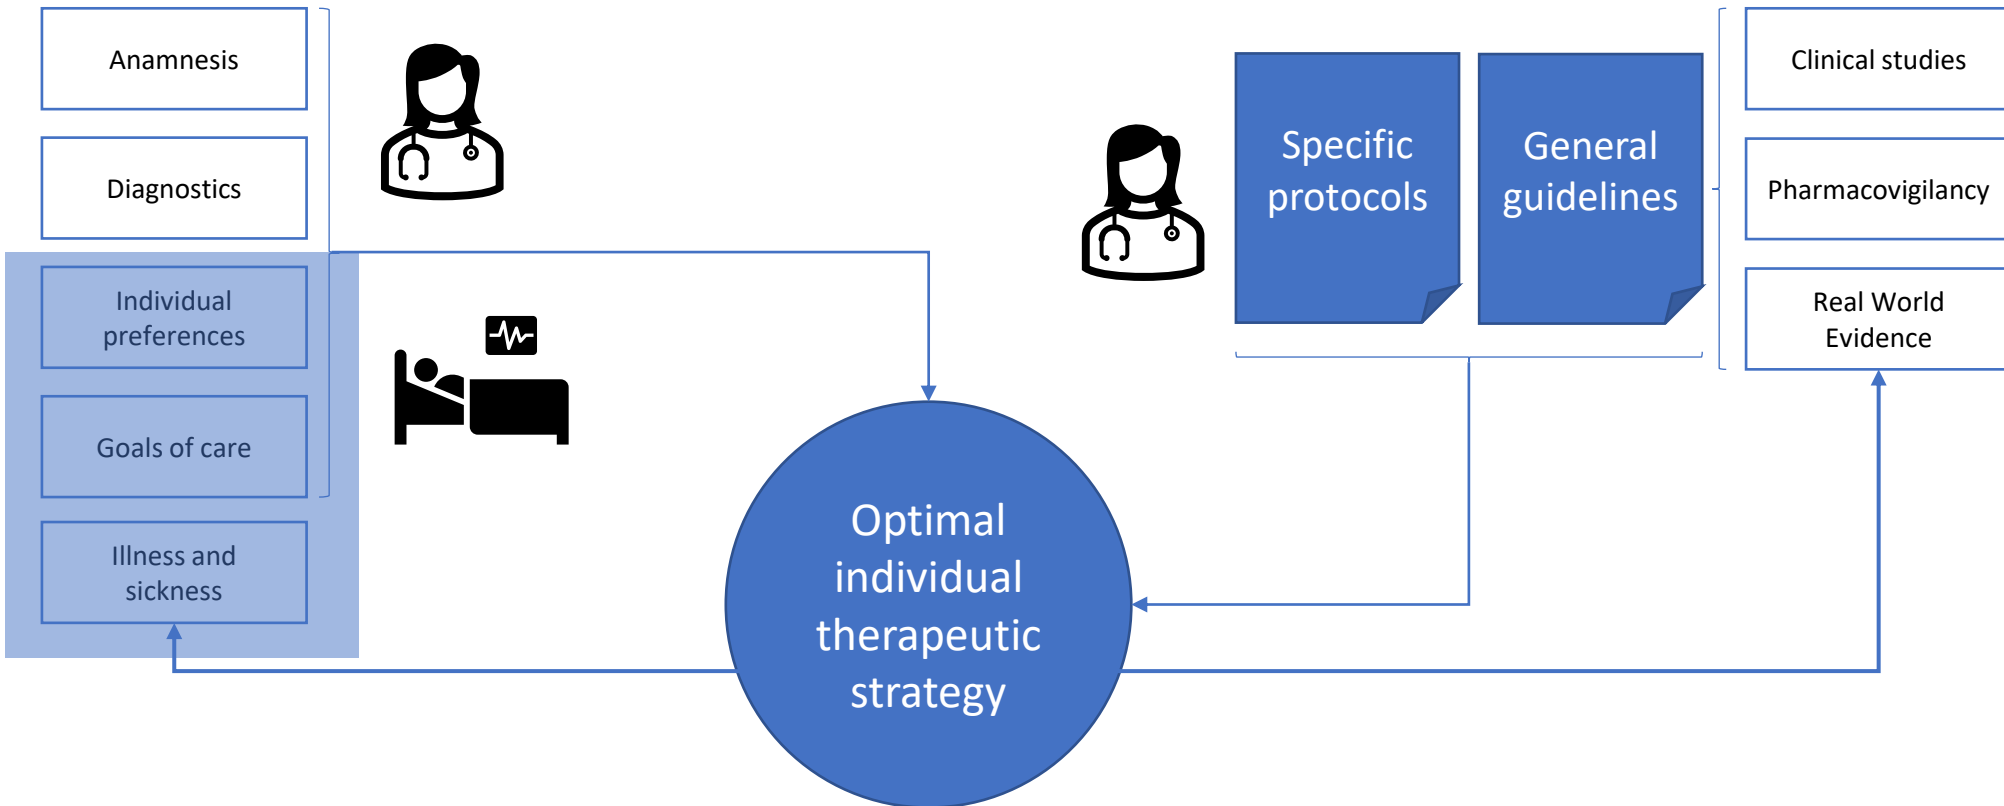 Anamnesis
Diagnostics
Individual
preferences
Goals of care
Illness and
sickness
Optimal
individual
therapeutic
strategy
Specific
protocols
General
guidelines
Clinical studies
Pharmacovigilancy
Real World
Evidence